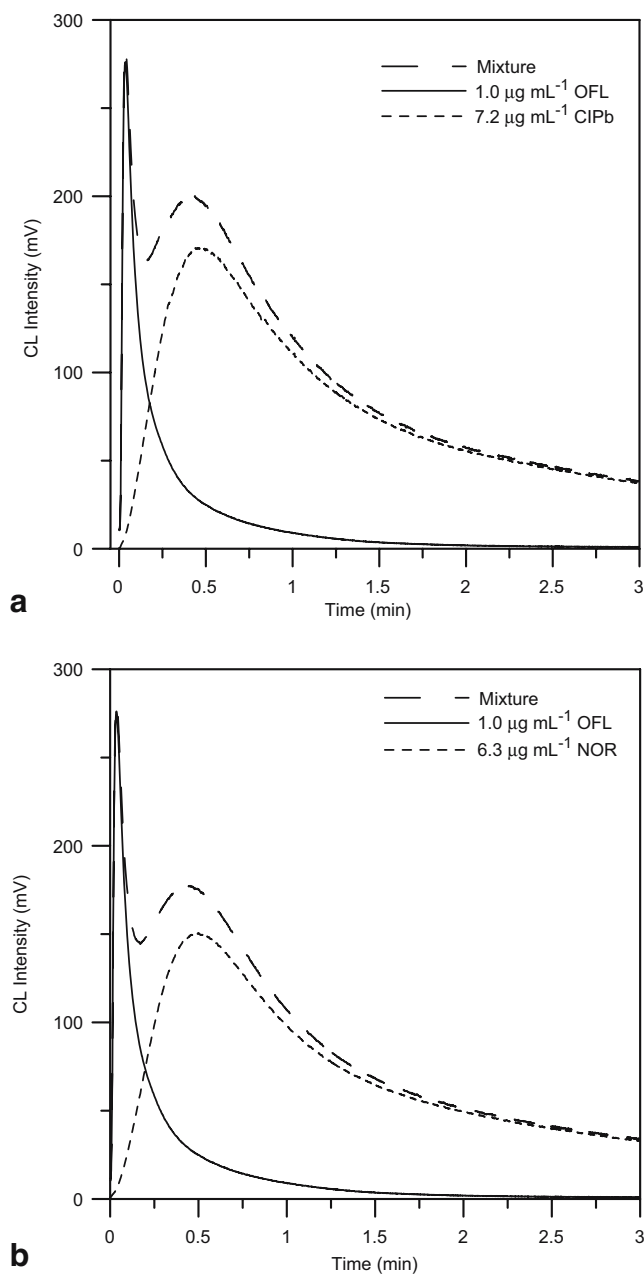 300
Mixture
1.0 µg mL⁻¹ OFL
7.2 µg mL⁻¹ CIPb
200
CL Intensity (mV)
100
0
0 0.5 1 1.5 2 2.5 3
Time (min)
a
300
Mixture
1.0 µg mL⁻¹ OFL
6.3 µg mL⁻¹ NOR
200
CL Intensity (mV)
100
0
0 0.5 1 1.5 2 2.5 3
Time (min)
b